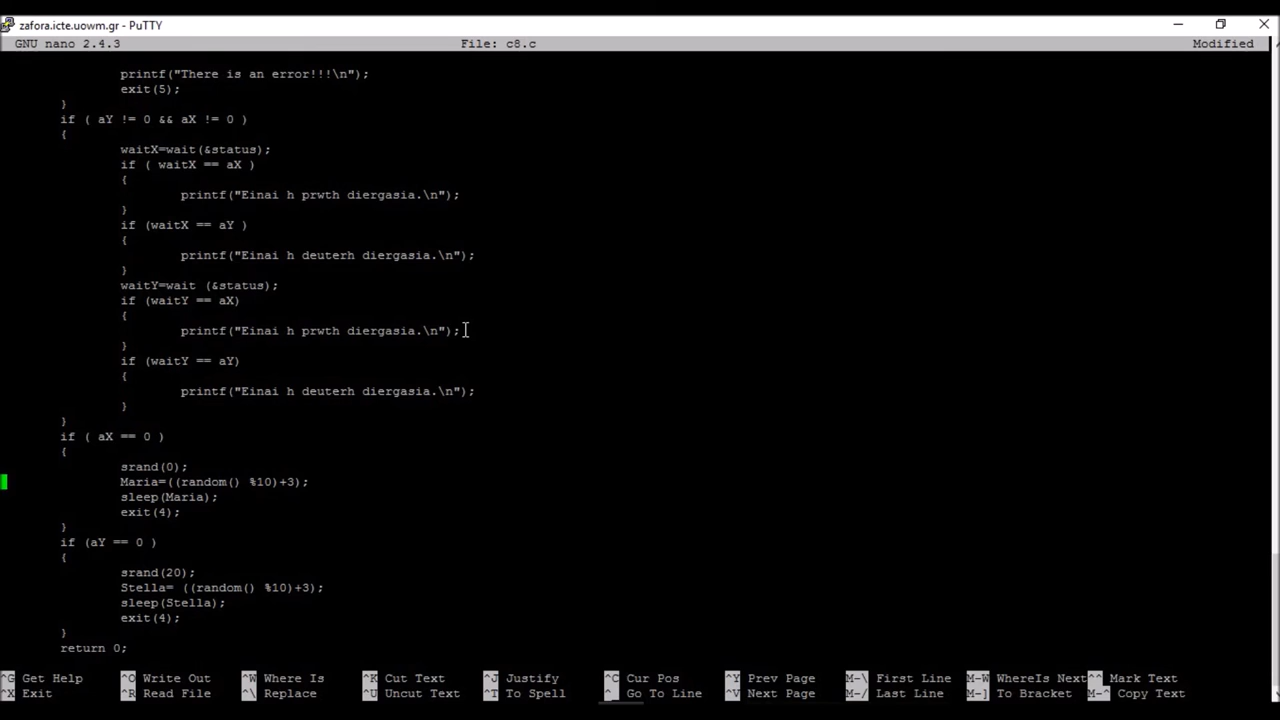 zafora.icte.uowm.gr - PuTTY
GNU nano 2.4.3 File: c8.c Modified
printf("There is an error!!!\n");
exit(5);
}
if ( aY != 0 && aX != 0 )
{
waitX=wait(&status);
if ( waitX == aX )
{
printf("Einai h prwth diergasia.\n");
}
if (waitX == aY )
{
printf("Einai h deuterh diergasia.\n");
}
waitY=wait (&status);
if (waitY == aX)
{
printf("Einai h prwth diergasia.\n");
}
if (waitY == aY)
{
printf("Einai h deuterh diergasia.\n");
}
}
if ( aX == 0 )
{
srand(0);
Maria=((random() %10)+3);
sleep(Maria);
exit(4);
}
if (aY == 0 )
{
srand(20);
Stella= ((random() %10)+3);
sleep(Stella);
exit(4);
}
return 0;
^G Get Help ^O Write Out ^W Where Is ^K Cut Text ^J Justify ^C Cur Pos ^Y Prev Page M-\ First Line M-W WhereIs Next ^^ Mark Text
^X Exit ^R Read File ^\ Replace ^U Uncut Text ^T To Spell ^_ Go To Line ^V Next Page M-/ Last Line M-] To Bracket M-^ Copy Text